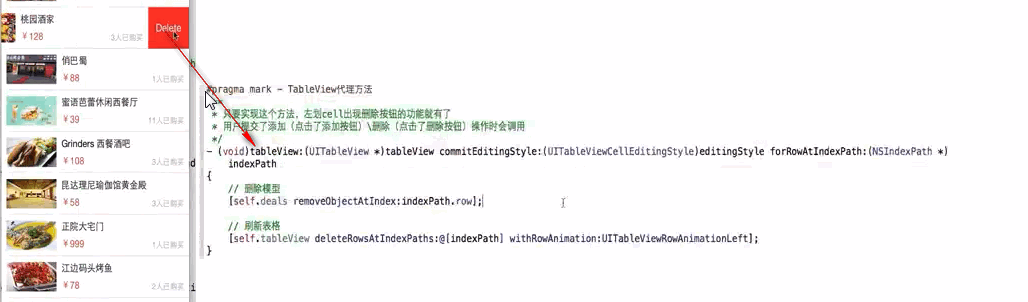 桃园酒家
￥128
3人已购买
Delete
俏巴蜀
￥88
1人已购买
蜜语芭蕾休闲西餐厅
￥39
11人已购买
Grinders 西餐酒吧
￥108
3人已购买
昆达理尼瑜伽馆黄金殿
￥58
3人已购买
正院大宅门
￥999
1人已购买
江边码头烤鱼
￥78
2人已购买
#pragma mark - TableView代理方法
* 只要实现这个方法，左划cell出现删除按钮的功能就有了
* 用户提交了添加（点击了添加按钮）\删除（点击了删除按钮）操作时会调用
*/
- (void)tableView:(UITableView *)tableView commitEditingStyle:(UITableViewCellEditingStyle)editingStyle forRowAtIndexPath:(NSIndexPath *)
indexPath
{
// 删除模型
[self.deals removeObjectAtIndex:indexPath.row];
// 刷新表格
[self.tableView deleteRowsAtIndexPaths:@[indexPath] withRowAnimation:UITableViewRowAnimationLeft];
}